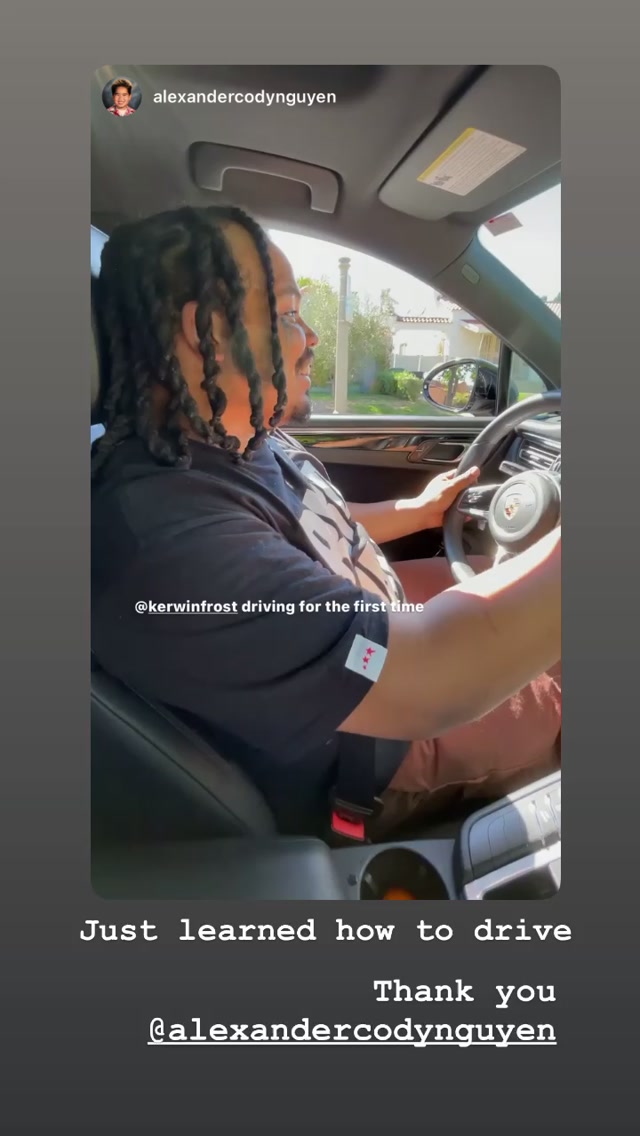 alexandercodynguyen
@kerwinfrost driving for the first time
Just learned how to drive
Thank you
@alexandercodynguyen